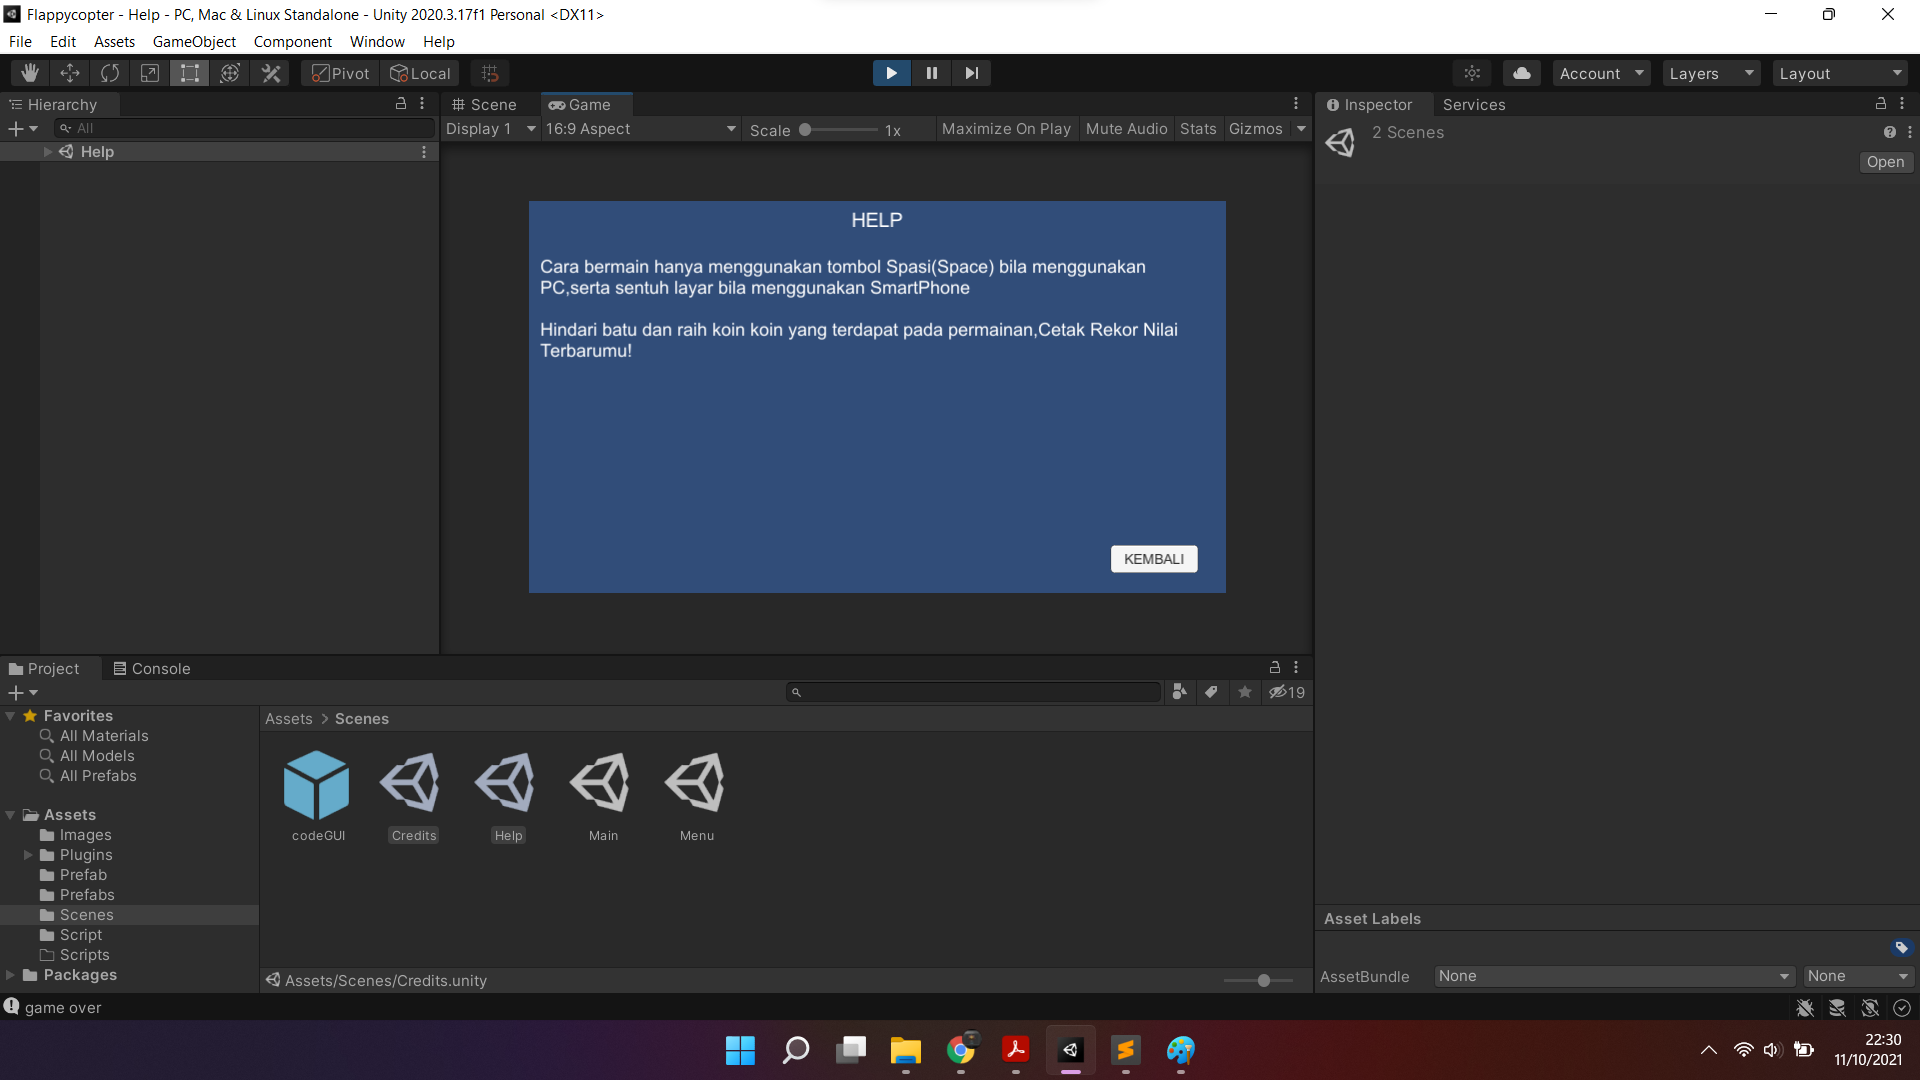 Flappycopter - Help - PC, Mac & Linux Standalone - Unity 2020.3.17f1 Personal <DX11>
File Edit Assets GameObject Component Window Help
Pivot Local Account Layers Layout
Hierarchy
All
Help
Scene Game
Display 1 16:9 Aspect Scale 1x Maximize On Play Mute Audio Stats Gizmos
HELP
Cara bermain hanya menggunakan tombol Spasi(Space) bila menggunakan
PC,serta sentuh layar bila menggunakan SmartPhone
Hindari batu dan raih koin koin yang terdapat pada permainan,Cetak Rekor Nilai
Terbarumu!
KEMBALI
Inspector Services
2 Scenes
Open
Project Console
19
Favorites
All Materials
All Models
All Prefabs
Assets
Images
Plugins
Prefab
Prefabs
Scenes
Script
Scripts
Packages
Assets > Scenes
codeGUI Credits Help Main Menu
Assets/Scenes/Credits.unity
Asset Labels
AssetBundle None None
game over
22:30
11/10/2021